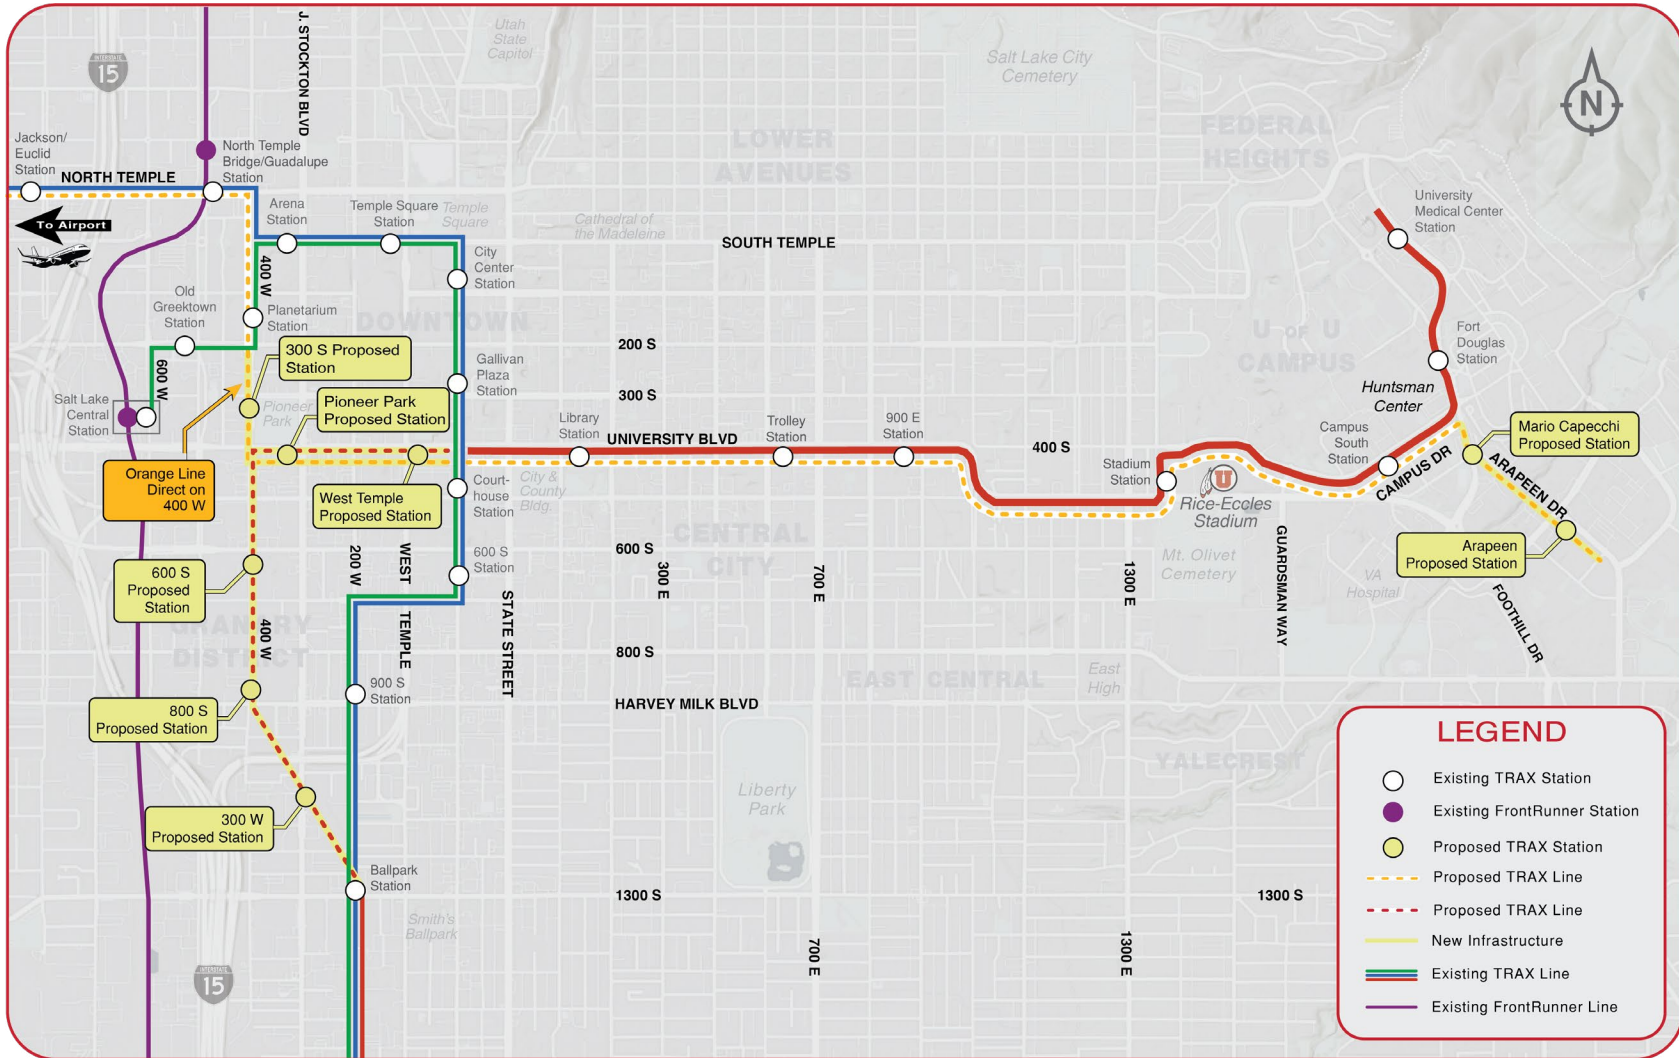 INTERSTATE
15
J. STOCKTON BLVD
Utah
State
Capitol
Salt Lake City
Cemetery
N
Jackson/
Euclid
Station
NORTH TEMPLE
North Temple
Bridge/Guadalupe
Station
LOWER
AVENUES
FEDERAL
HEIGHTS
To Airport
Arena
Station
Temple Square
Station
Temple
Square
Cathedral of
the Madeleine
SOUTH TEMPLE
University
Medical Center
Station
City
Center
Station
400 W
Old
Greektown
Station
Planetarium
Station
DOWNTOWN
U OF U
CAMPUS
Fort
Douglas
Station
200 S
300 S Proposed
Station
Gallivan
Plaza
Station
600 W
300 S
Huntsman
Center
Salt Lake
Central
Station
Pioneer
Park
Pioneer Park
Proposed Station
Library
Station
UNIVERSITY BLVD
Trolley
Station
900 E
Station
400 S
Campus
South
Station
CAMPUS DR
Mario Capecchi
Proposed Station
ARAPEEN DR
Orange Line
Direct on
400 W
West Temple
Proposed Station
Court-
house
Station
City &
County
Bldg.
Stadium
Station
U
Rice-Eccles
Stadium
CENTRAL
CITY
600 S
Station
600 S
200 W
WEST
TEMPLE
STATE STREET
300 E
700 E
1300 E
Mt. Olivet
Cemetery
GUARDSMAN WAY
Arapeen
Proposed Station
VA
Hospital
FOOTHILL DR
600 S
Proposed
Station
GRANARY
DISTRICT
400 W
800 S
East
High
EAST CENTRAL
900 S
Station
HARVEY MILK BLVD
800 S
Proposed Station
YALECREST
Liberty
Park
300 W
Proposed Station
Ballpark
Station
1300 S
1300 S
Smith's
Ballpark
700 E
1300 E
INTERSTATE
15
LEGEND
Existing TRAX Station
Existing FrontRunner Station
Proposed TRAX Station
Proposed TRAX Line
Proposed TRAX Line
New Infrastructure
Existing TRAX Line
Existing FrontRunner Line